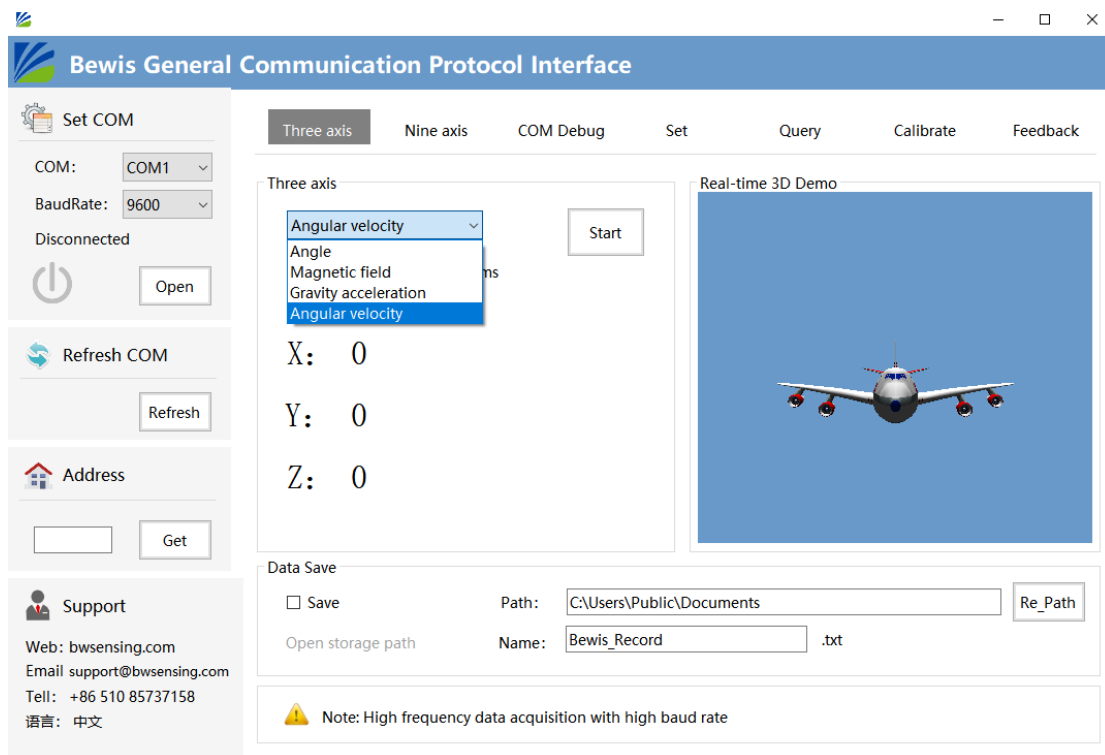 Bewis General Communication Protocol Interface
Set COM
COM: COM1
BaudRate: 9600
Disconnected
Open
Refresh COM
Refresh
Address
Get
Support
Web: bwsensing.com
Email support@bwsensing.com
Tell: +86 510 85737158
语言: 中文
Three axis Nine axis COM Debug Set Query Calibrate Feedback
Three axis
Angular velocity
Start
Angle
Magnetic field
ms
Gravity acceleration
Angular velocity
X: 0
Y: 0
Z: 0
Real-time 3D Demo
Data Save
Save
Path: C:\Users\Public\Documents
Re_Path
Open storage path
Name: Bewis_Record .txt
Note: High frequency data acquisition with high baud rate